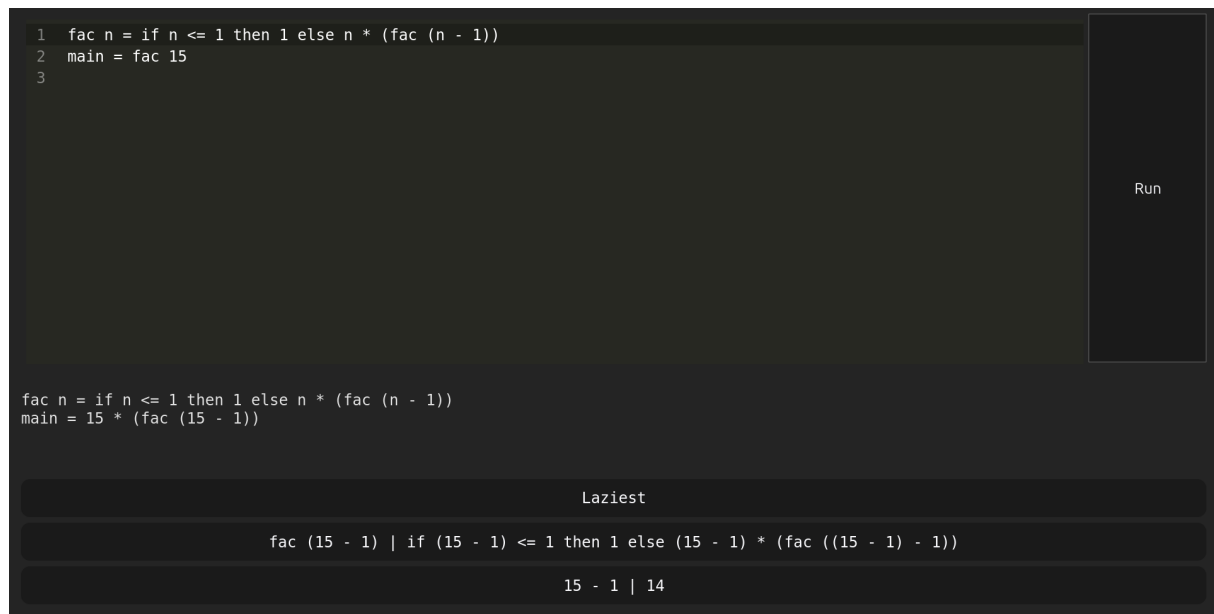 1 fac n = if n <= 1 then 1 else n * (fac (n - 1))
2 main = fac 15
3
Run
fac n = if n <= 1 then 1 else n * (fac (n - 1))
main = 15 * (fac (15 - 1))
Laziest
fac (15 - 1) | if (15 - 1) <= 1 then 1 else (15 - 1) * (fac ((15 - 1) - 1))
15 - 1 | 14